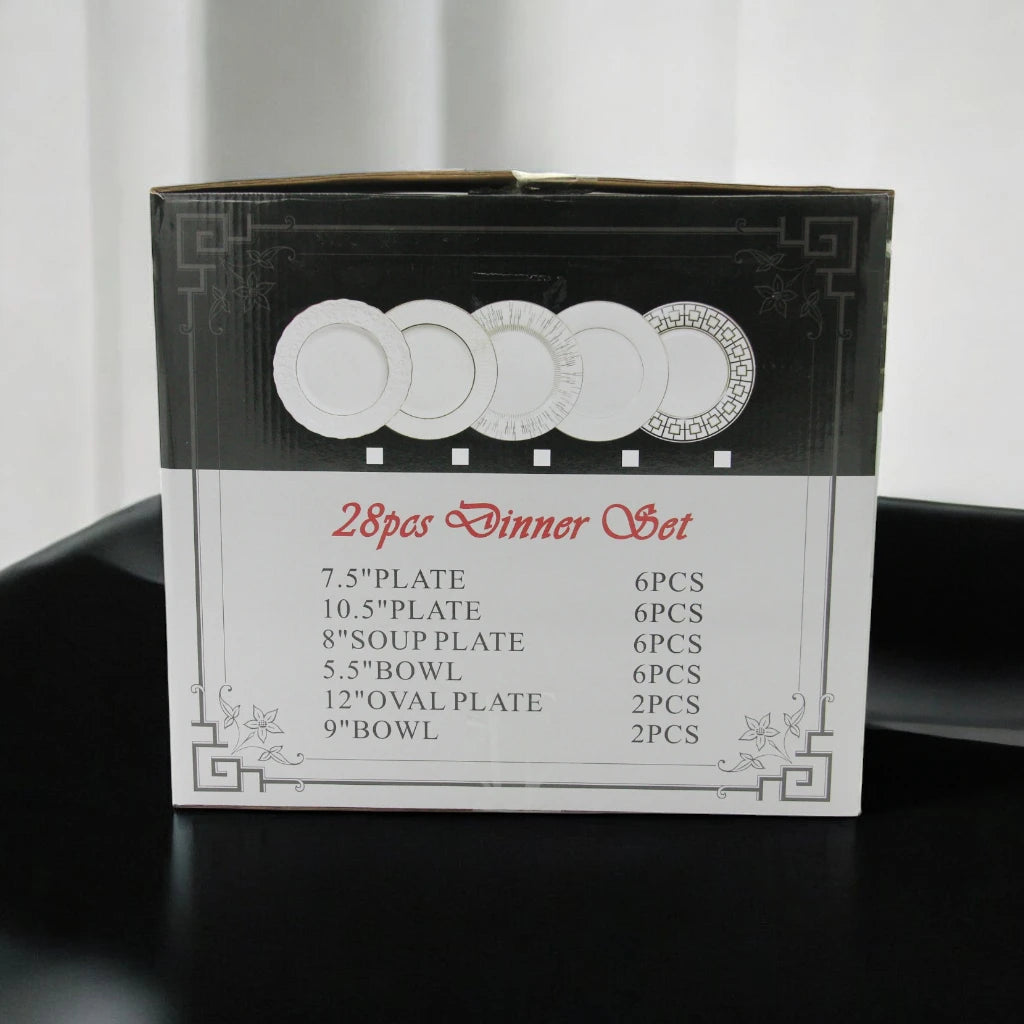 28pcs Dinner Set
7.5"PLATE 6PCS
10.5"PLATE 6PCS
8"SOUP PLATE 6PCS
5.5"BOWL 6PCS
12"OVAL PLATE 2PCS
9"BOWL 2PCS